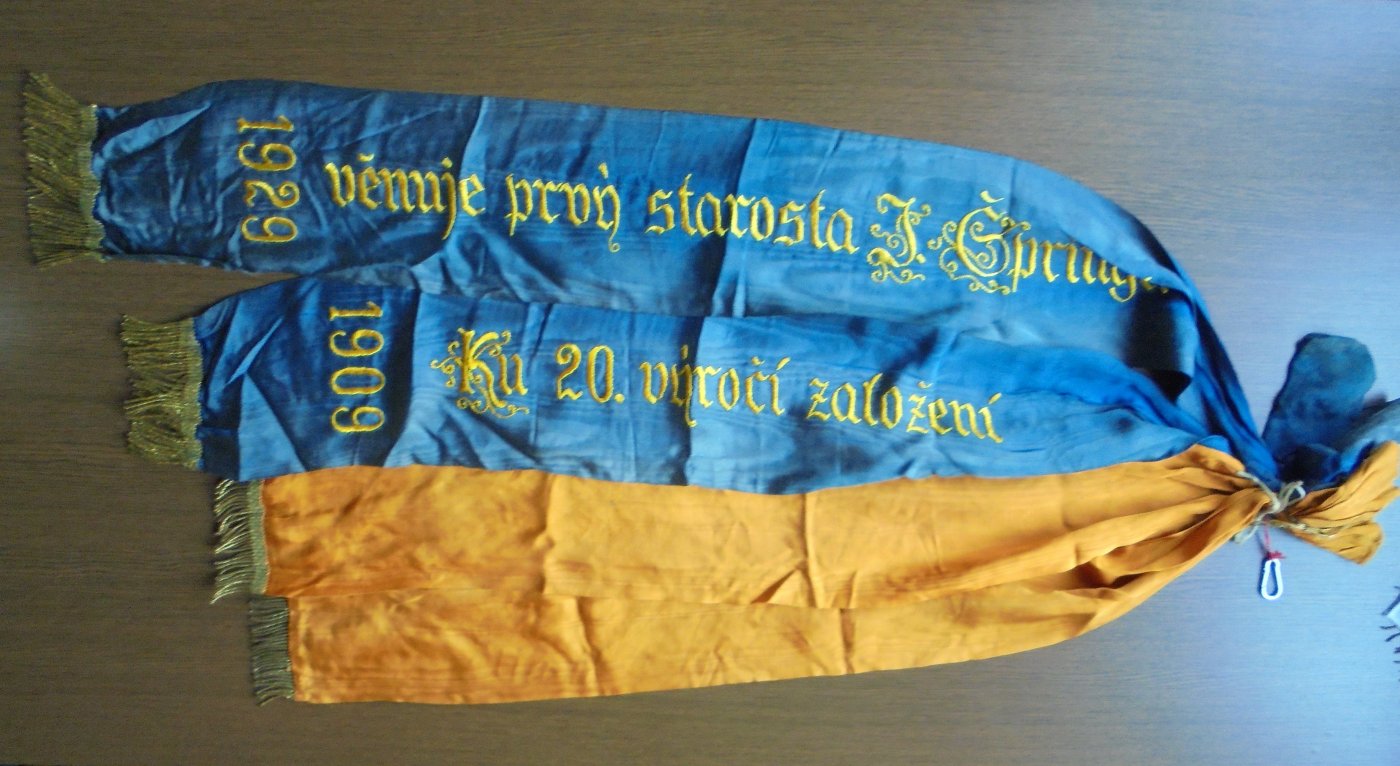 1929
věnuje prvý starosta J.
1909
Ku 20. výročí založení